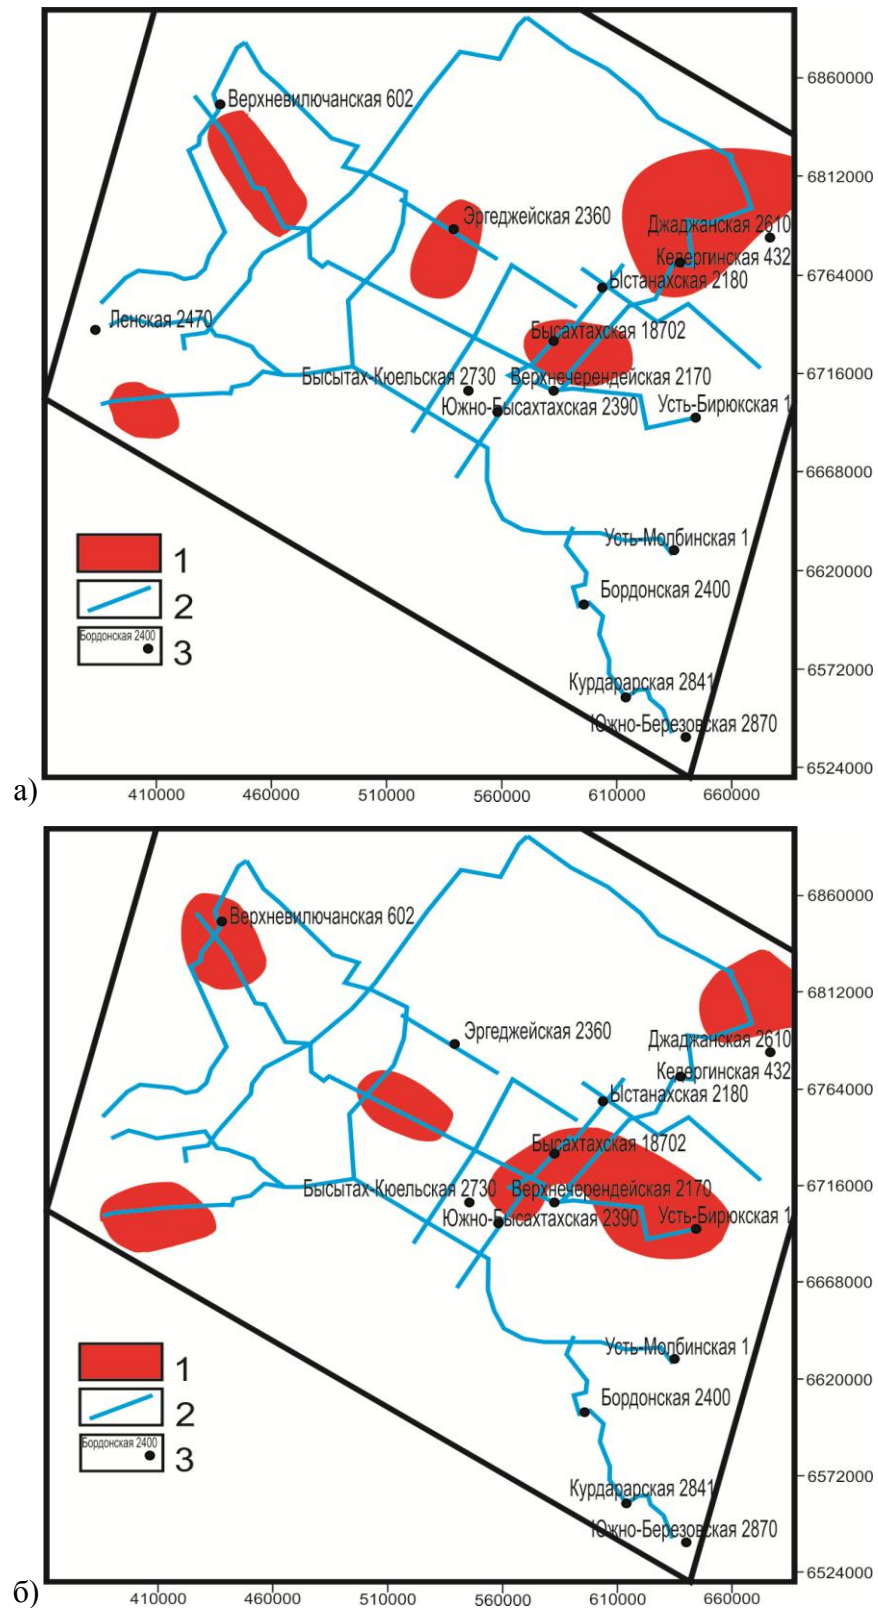 6860000
Верхневилючанская 602
6812000
Эргеджейская 2360
Джаджанская 2610
Кедергинская 432
6764000
Ыстанахская 2180
Ленская 2470
Бысахтахская 18702
Бысытах-Кюельская 2730
Верхнечерендейская 2170
6716000
Южно-Бысахтахская 2390
Усть-Бирюкская 1
6668000
Усть-Молбинская 1
1
6620000
2
Бордонская 2400
Бордонская 2400
3
Курдарарская 2841
6572000
Южно-Березовская 2870
6524000
а)
410000 460000 510000 560000 610000 660000
6860000
Верхневилючанская 602
6812000
Эргеджейская 2360
Джаджанская 2610
Кедергинская 432
6764000
Ыстанахская 2180
Бысахтахская 18702
Бысытах-Кюельская 2730
Верхнечерендейская 2170
6716000
Южно-Бысахтахская 2390
Усть-Бирюкская 1
6668000
Усть-Молбинская 1
1
6620000
2
Бордонская 2400
Бордонская 2400
3
Курдарарская 2841
6572000
Южно-Березовская 2870
6524000
б)
410000 460000 510000 560000 610000 660000